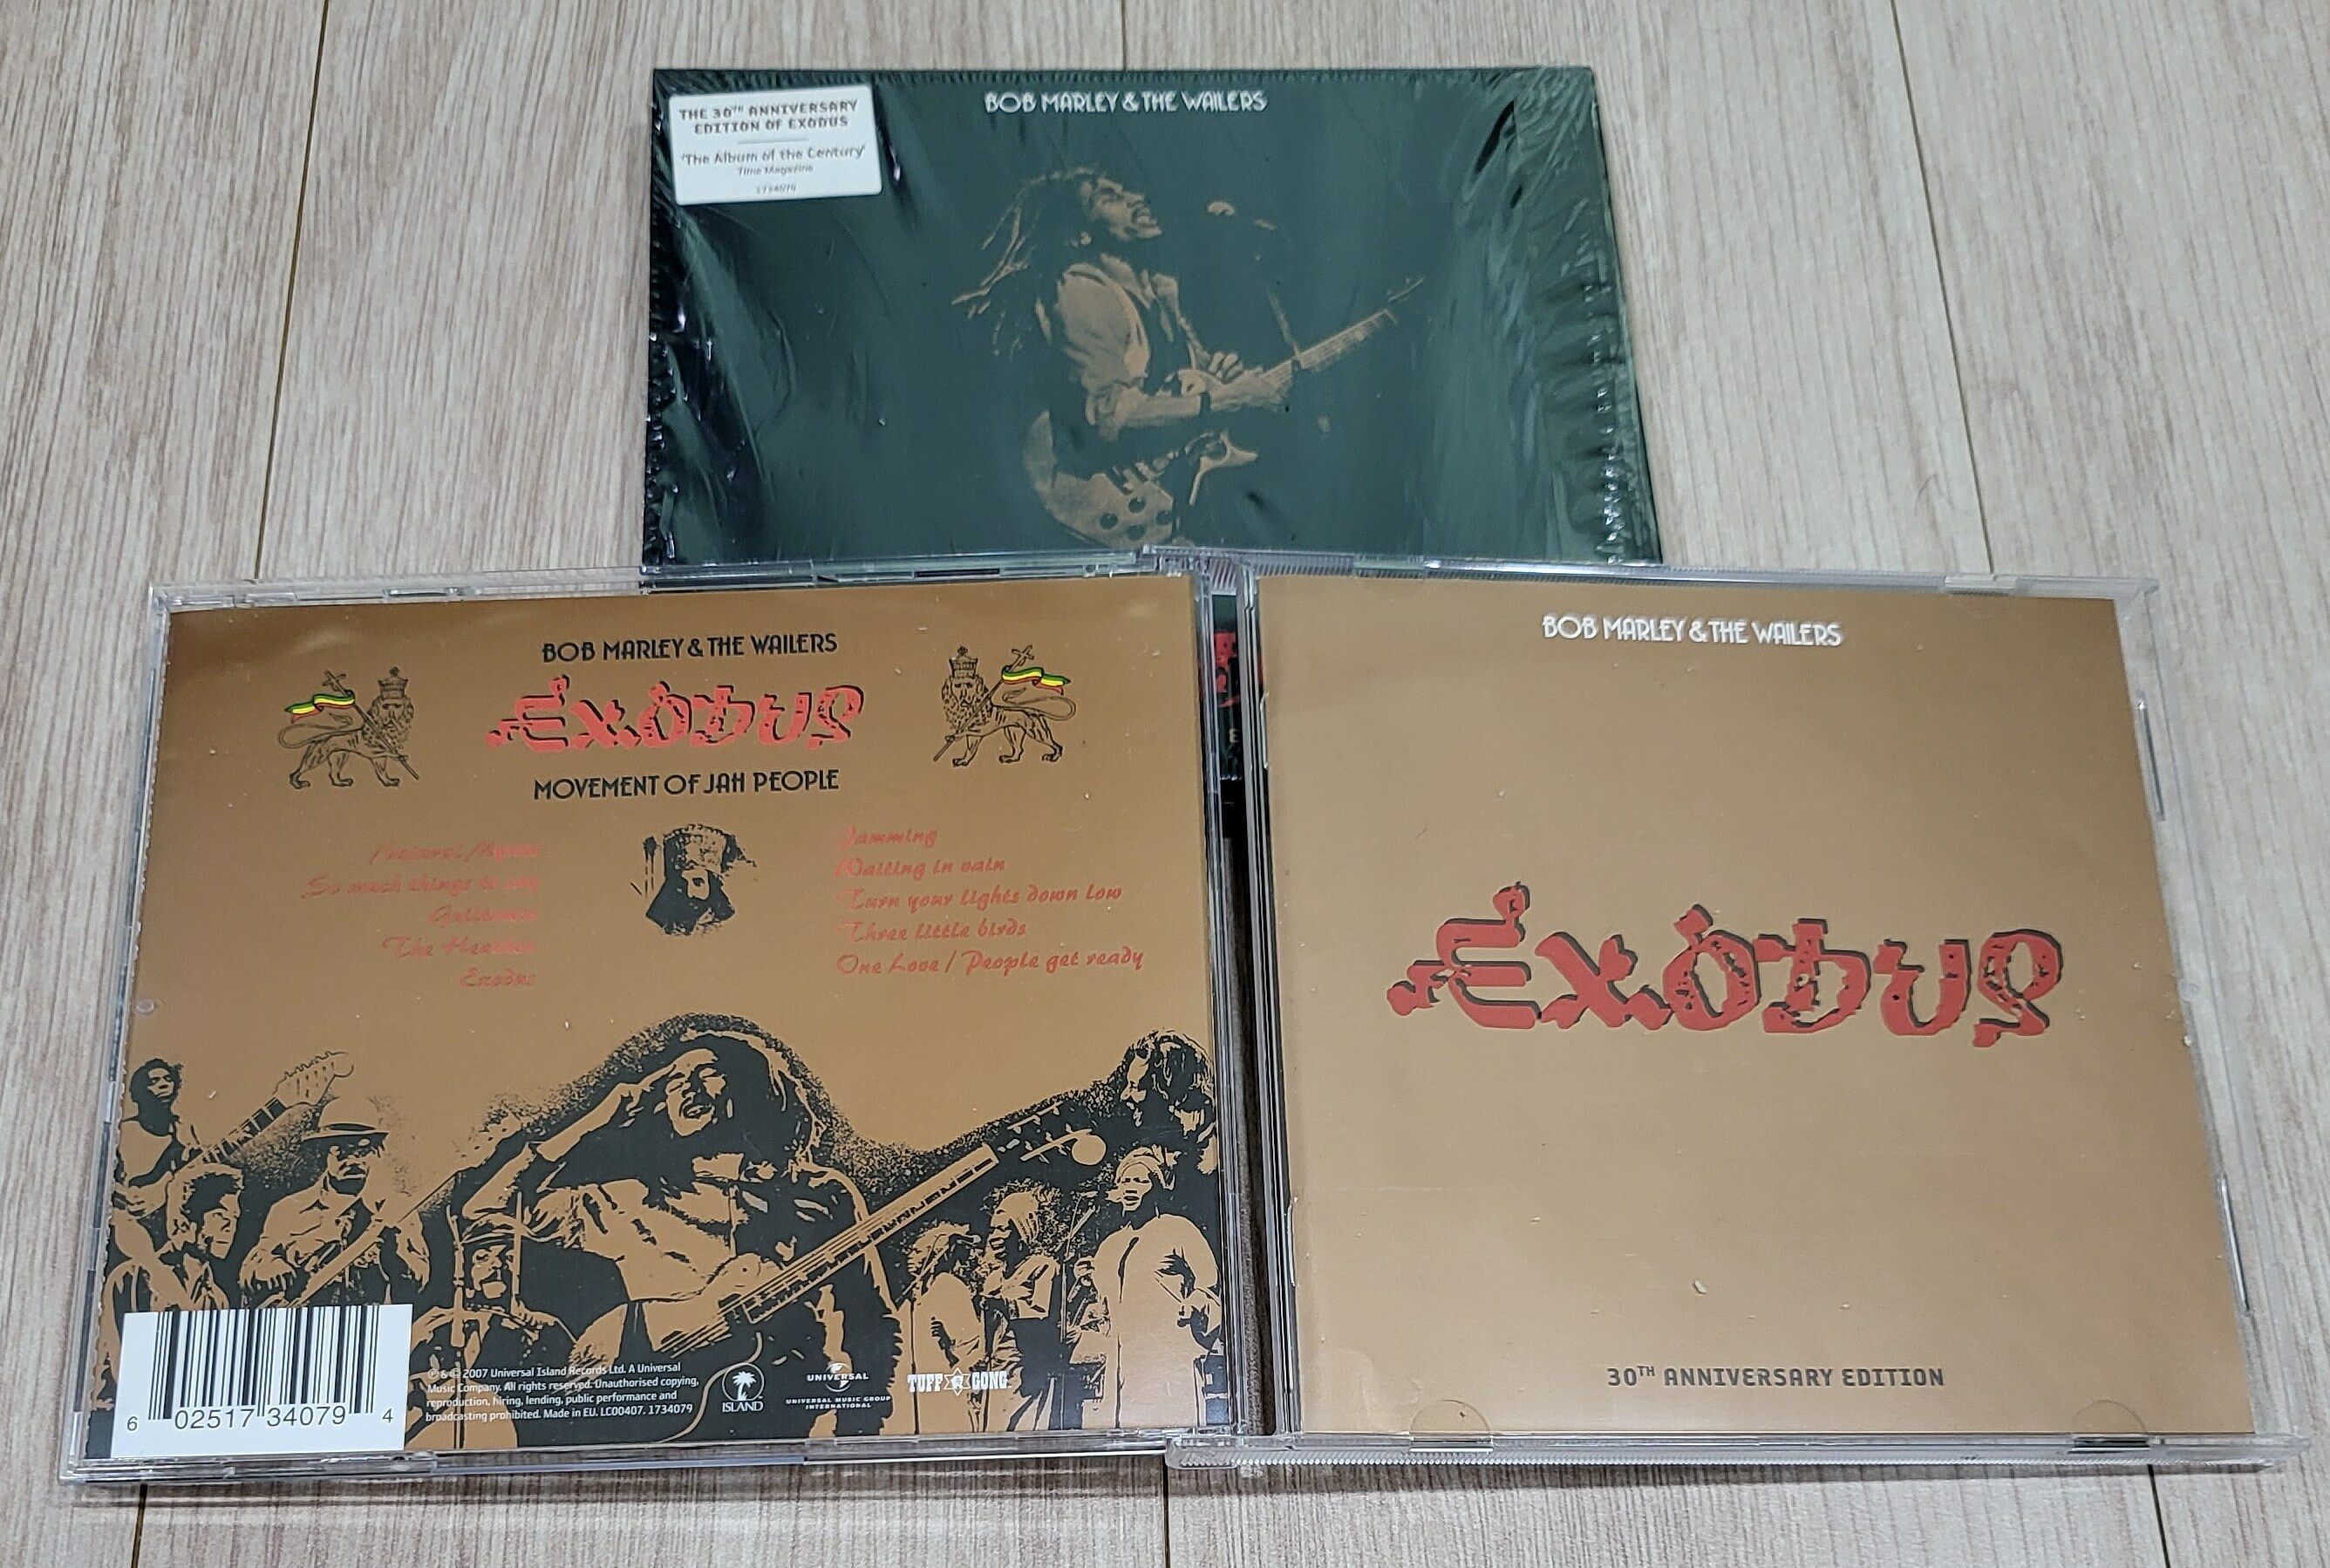 THE 30TH ANNIVERSARY
EDITION OF EXODUS
'The Album of the Century'
Time Magazine
1734079
BOB MARLEY & THE WAILERS
BOB MARLEY & THE WAILERS
EXODUS
MOVEMENT OF JAH PEOPLE
Natural Mystic
So much things to say
Guiltiness
The Heathen
Exodus
Jamming
Waiting in vain
Turn your lights down low
Three little birds
One Love / People get ready
6 02517 34079 4
℗ & © 2007 Universal Island Records Ltd. A Universal
Music Company. All rights reserved. Unauthorised copying,
reproduction, hiring, lending, public performance and
broadcasting prohibited. Made in EU. LC00407. 1734079
ISLAND
UNIVERSAL
UNIVERSAL MUSIC GROUP
INTERNATIONAL
TUFF GONG
BOB MARLEY & THE WAILERS
EXODUS
30TH ANNIVERSARY EDITION